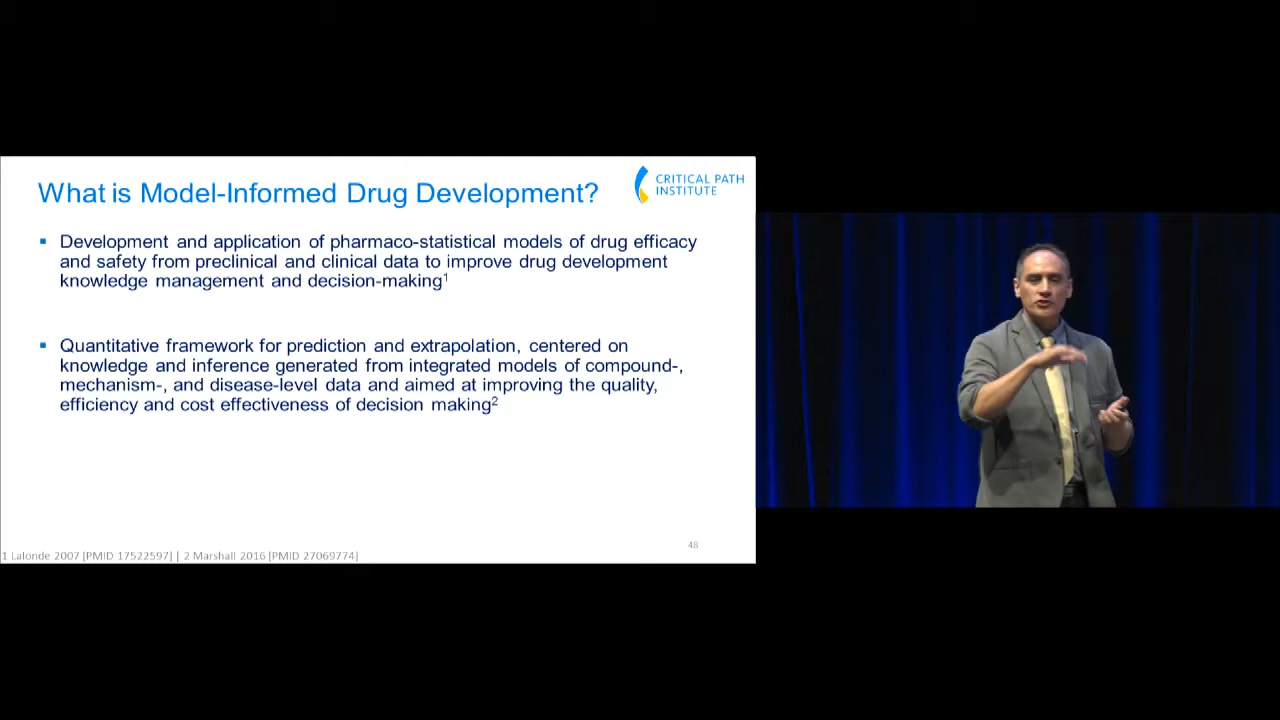 What is Model-Informed Drug Development?
CRITICAL PATH
INSTITUTE
Development and application of pharmaco-statistical models of drug efficacy
and safety from preclinical and clinical data to improve drug development
knowledge management and decision-making¹
Quantitative framework for prediction and extrapolation, centered on
knowledge and inference generated from integrated models of compound-,
mechanism-, and disease-level data and aimed at improving the quality,
efficiency and cost effectiveness of decision making²
48
1 Lalonde 2007 [PMID 17522597] | 2 Marshall 2016 [PMID 27069774]